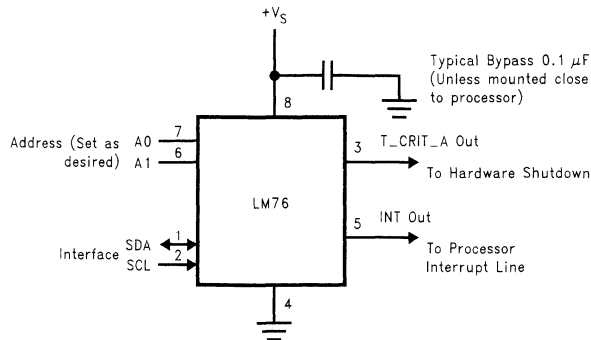 +VS
Typical Bypass 0.1 μF
(Unless mounted close
to processor)
8
Address (Set as
desired)
A0 7
A1 6
3 T_CRIT_A Out
To Hardware Shutdown
LM76
5 INT Out
To Processor
Interrupt Line
Interface
SDA 1
SCL 2
4